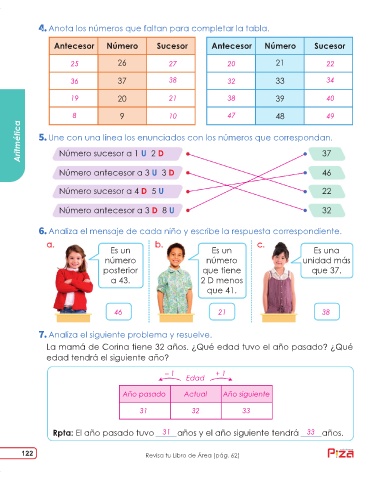 4. Anota los números que faltan para completar la tabla.
Antecesor Número Sucesor Antecesor Número Sucesor
25 26 27 20 21 22
36 37 38 32 33 34
19 20 21 38 39 40
8 9 10 47 48 49
Aritmética
5. Une con una línea los enunciados con los números que correspondan.
Número sucesor a 1 U 2 D 37
Número antecesor a 3 U 3 D 46
Número sucesor a 4 D 5 U 22
Número antecesor a 3 D 8 U 32
6. Analiza el mensaje de cada niño y escribe la respuesta correspondiente.
a. b. c.
Es un Es un Es una
número número unidad más
posterior que tiene que 37.
a 43. 2 D menos
que 41.
46 21 38
7. Analiza el siguiente problema y resuelve.
La mamá de Corina tiene 32 años. ¿Qué edad tuvo el año pasado? ¿Qué
edad tendrá el siguiente año?
– 1 + 1
Edad
Año pasado Actual Año siguiente
31 32 33
Rpta: El año pasado tuvo 31 años y el año siguiente tendrá 33 años.
122 Revisa tu Libro de Área (pág. 62) Piza